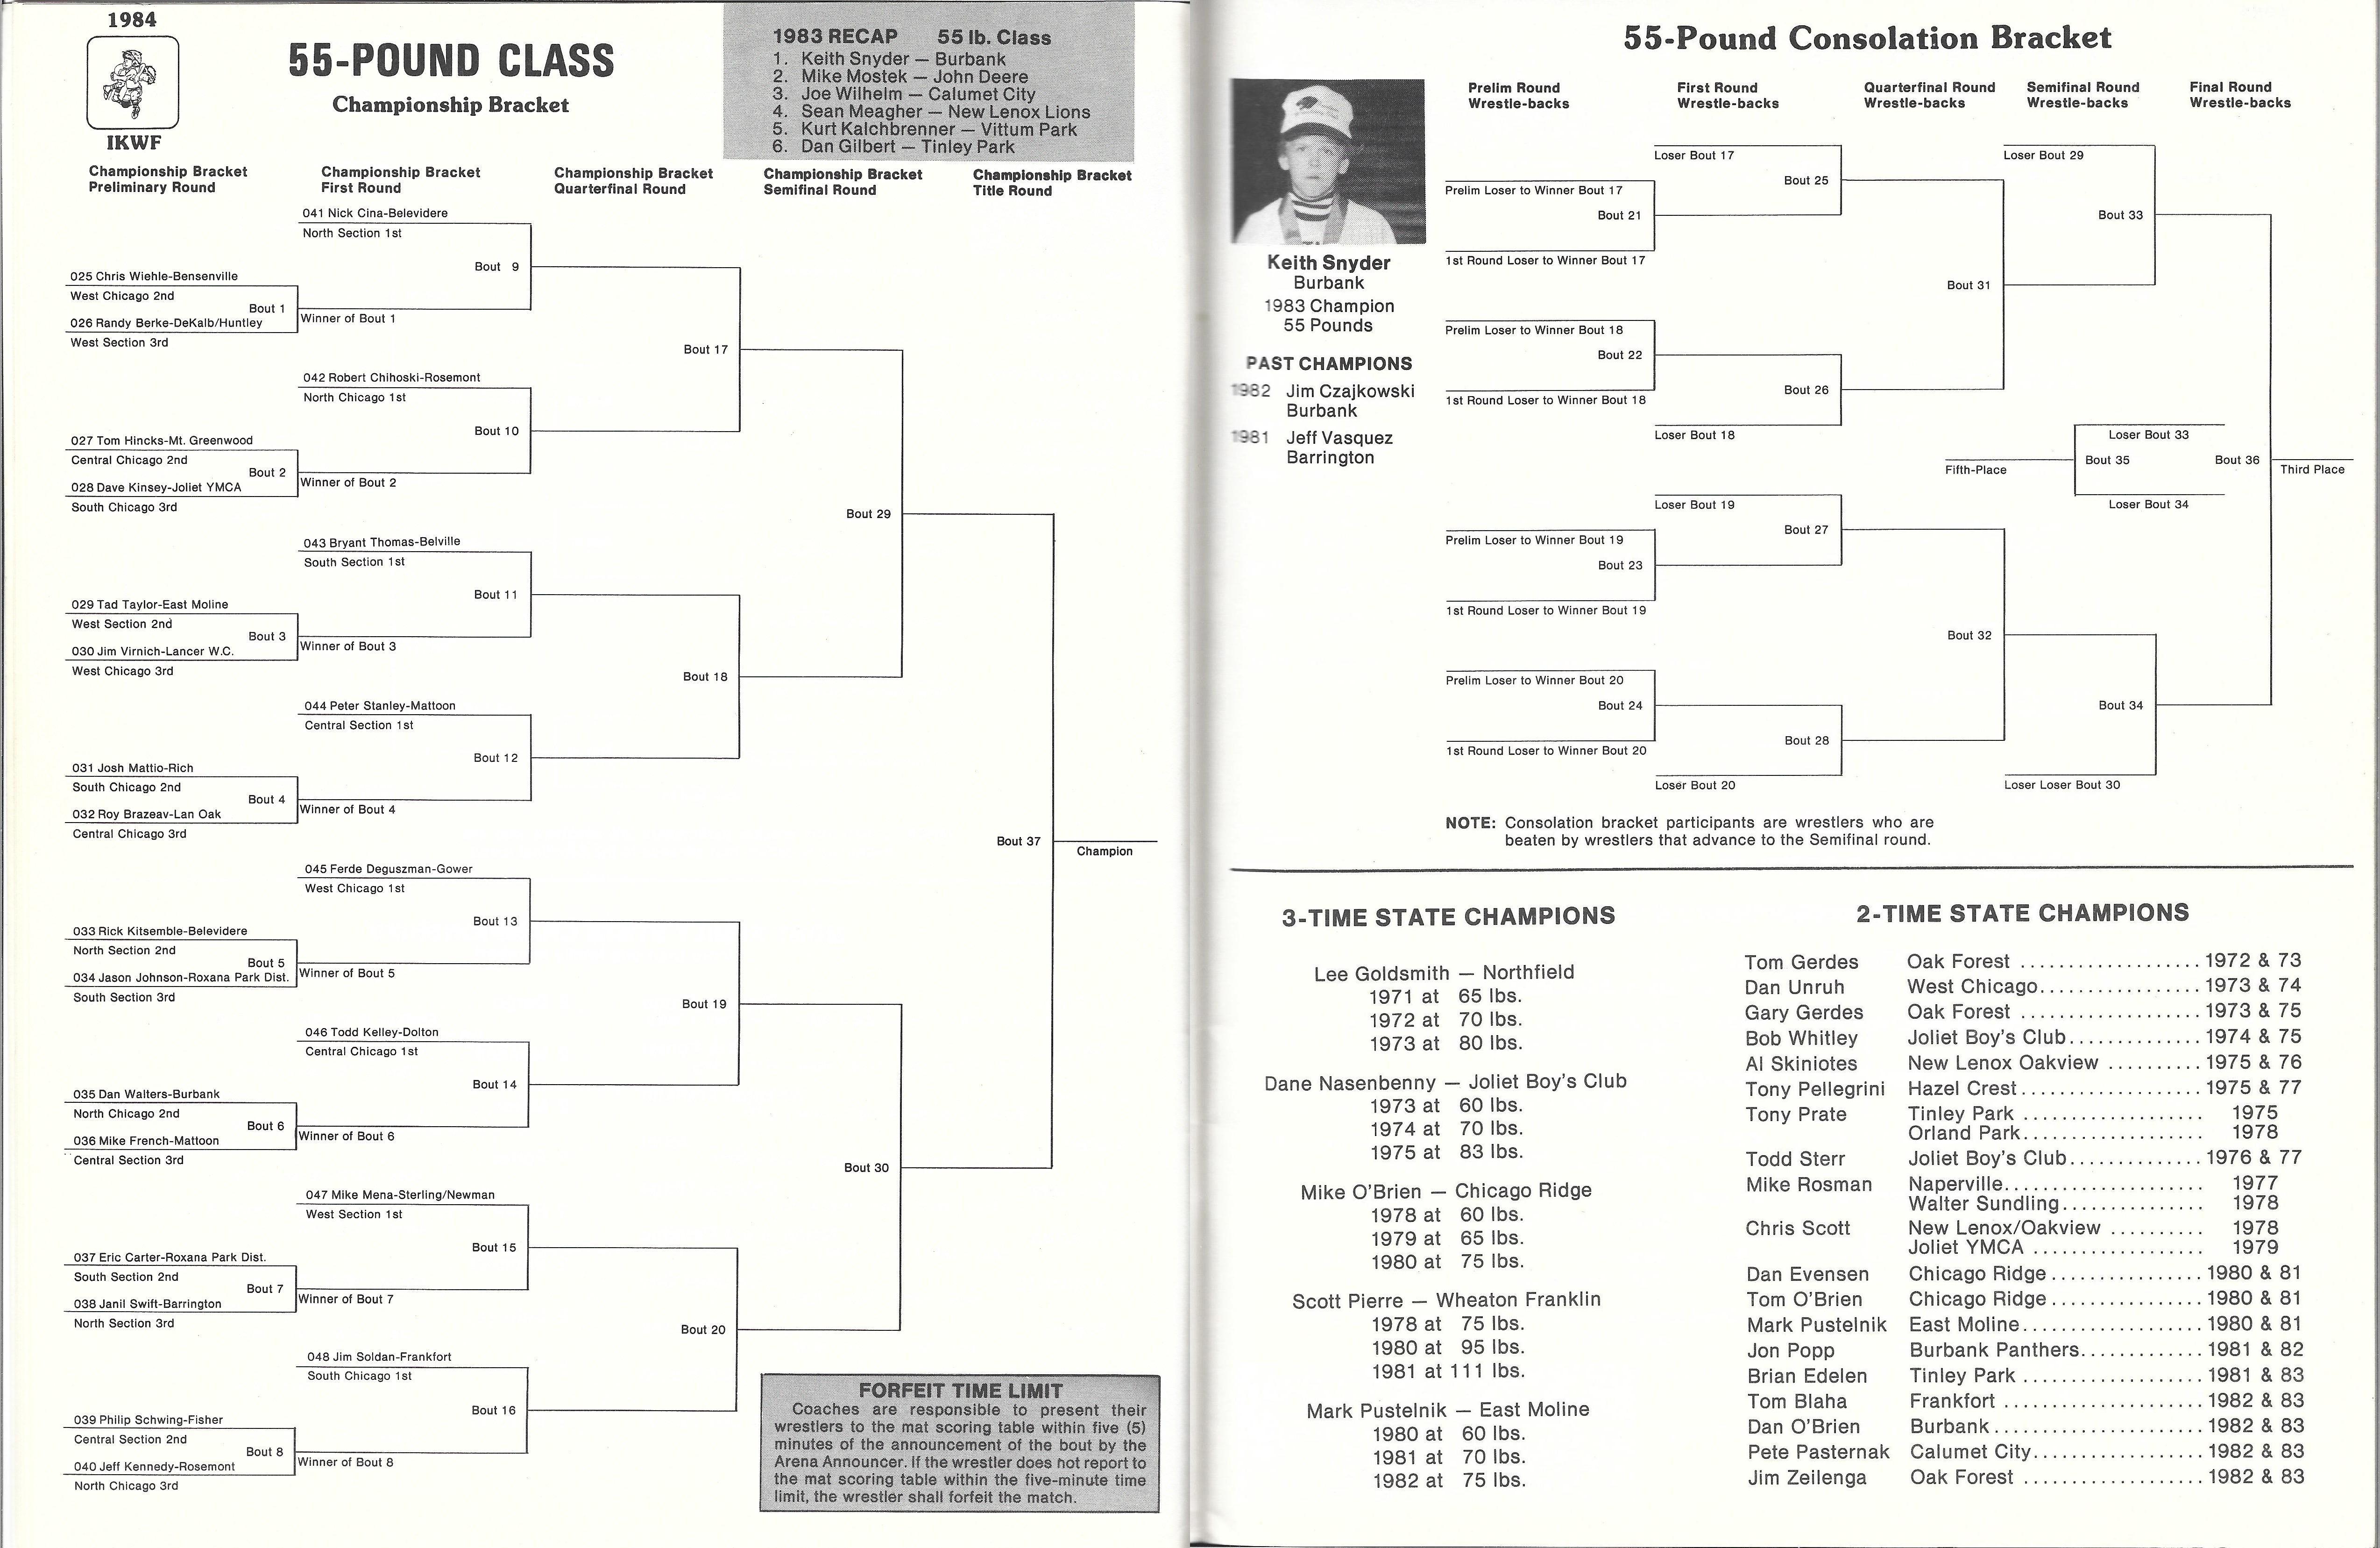 1984
IKWF
55-POUND CLASS
Championship Bracket
1983 RECAP 55 lb. Class
1. Keith Snyder — Burbank
2. Mike Mostek — John Deere
3. Joe Wilhelm — Calumet City
4. Sean Meagher — New Lenox Lions
5. Kurt Kalchbrenner — Vittum Park
6. Dan Gilbert — Tinley Park
Championship Bracket
Preliminary Round
Championship Bracket
First Round
Championship Bracket
Quarterfinal Round
Championship Bracket
Semifinal Round
Championship Bracket
Title Round
025 Chris Wiehle-Bensenville
West Chicago 2nd
Bout 1
026 Randy Berke-DeKalb/Huntley
West Section 3rd
027 Tom Hincks-Mt. Greenwood
Central Chicago 2nd
Bout 2
028 Dave Kinsey-Joliet YMCA
South Chicago 3rd
029 Tad Taylor-East Moline
West Section 2nd
Bout 3
030 Jim Virnich-Lancer W.C.
West Chicago 3rd
031 Josh Mattio-Rich
South Chicago 2nd
Bout 4
032 Roy Brazeav-Lan Oak
Central Chicago 3rd
033 Rick Kitsemble-Belevidere
North Section 2nd
Bout 5
034 Jason Johnson-Roxana Park Dist.
South Section 3rd
035 Dan Walters-Burbank
North Chicago 2nd
Bout 6
036 Mike French-Mattoon
Central Section 3rd
037 Eric Carter-Roxana Park Dist.
South Section 2nd
Bout 7
038 Janil Swift-Barrington
North Section 3rd
039 Philip Schwing-Fisher
Central Section 2nd
Bout 8
040 Jeff Kennedy-Rosemont
North Chicago 3rd
041 Nick Cina-Belevidere
North Section 1st
Bout 9
Winner of Bout 1
042 Robert Chihoski-Rosemont
North Chicago 1st
Bout 10
Winner of Bout 2
043 Bryant Thomas-Belville
South Section 1st
Bout 11
Winner of Bout 3
044 Peter Stanley-Mattoon
Central Section 1st
Bout 12
Winner of Bout 4
045 Ferde Deguszman-Gower
West Chicago 1st
Bout 13
Winner of Bout 5
046 Todd Kelley-Dolton
Central Chicago 1st
Bout 14
Winner of Bout 6
047 Mike Mena-Sterling/Newman
West Section 1st
Bout 15
Winner of Bout 7
048 Jim Soldan-Frankfort
South Chicago 1st
Bout 16
Winner of Bout 8
Bout 17
Bout 18
Bout 19
Bout 20
Bout 29
Bout 30
Bout 37
Champion
FORFEIT TIME LIMIT
Coaches are responsible to present their
wrestlers to the mat scoring table within five (5)
minutes of the announcement of the bout by the
Arena Announcer. If the wrestler does not report to
the mat scoring table within the five-minute time
limit, the wrestler shall forfeit the match.
55-Pound Consolation Bracket
Keith Snyder
Burbank
1983 Champion
55 Pounds
PAST CHAMPIONS
1982 Jim Czajkowski
Burbank
1981 Jeff Vasquez
Barrington
Prelim Round
Wrestle-backs
First Round
Wrestle-backs
Quarterfinal Round
Wrestle-backs
Semifinal Round
Wrestle-backs
Final Round
Wrestle-backs
Prelim Loser to Winner Bout 17
Bout 21
1st Round Loser to Winner Bout 17
Prelim Loser to Winner Bout 18
Bout 22
1st Round Loser to Winner Bout 18
Prelim Loser to Winner Bout 19
Bout 23
1st Round Loser to Winner Bout 19
Prelim Loser to Winner Bout 20
Bout 24
1st Round Loser to Winner Bout 20
Loser Bout 17
Bout 25
Bout 26
Loser Bout 18
Loser Bout 19
Bout 27
Bout 28
Loser Bout 20
Bout 31
Bout 32
Loser Bout 29
Bout 33
Loser Bout 33
Fifth-Place
Bout 35
Bout 36
Third Place
Loser Bout 34
Bout 34
Loser Loser Bout 30
NOTE: Consolation bracket participants are wrestlers who are
beaten by wrestlers that advance to the Semifinal round.
3-TIME STATE CHAMPIONS
Lee Goldsmith — Northfield
1971 at 65 lbs.
1972 at 70 lbs.
1973 at 80 lbs.
Dane Nasenbenny — Joliet Boy's Club
1973 at 60 lbs.
1974 at 70 lbs.
1975 at 83 lbs.
Mike O'Brien — Chicago Ridge
1978 at 60 lbs.
1979 at 65 lbs.
1980 at 75 lbs.
Scott Pierre — Wheaton Franklin
1978 at 75 lbs.
1980 at 95 lbs.
1981 at 111 lbs.
Mark Pustelnik — East Moline
1980 at 60 lbs.
1981 at 70 lbs.
1982 at 75 lbs.
2-TIME STATE CHAMPIONS
Tom Gerdes Oak Forest ................... 1972 & 73
Dan Unruh West Chicago................. 1973 & 74
Gary Gerdes Oak Forest ................... 1973 & 75
Bob Whitley Joliet Boy's Club.............. 1974 & 75
Al Skiniotes New Lenox Oakview .......... 1975 & 76
Tony Pellegrini Hazel Crest................... 1975 & 77
Tony Prate Tinley Park ................... 1975
Orland Park................... 1978
Todd Sterr Joliet Boy's Club.............. 1976 & 77
Mike Rosman Naperville..................... 1977
Walter Sundling............... 1978
Chris Scott New Lenox/Oakview .......... 1978
Joliet YMCA .................. 1979
Dan Evensen Chicago Ridge................ 1980 & 81
Tom O'Brien Chicago Ridge................ 1980 & 81
Mark Pustelnik East Moline................... 1980 & 81
Jon Popp Burbank Panthers............. 1981 & 82
Brian Edelen Tinley Park ................... 1981 & 83
Tom Blaha Frankfort ..................... 1982 & 83
Dan O'Brien Burbank...................... 1982 & 83
Pete Pasternak Calumet City.................. 1982 & 83
Jim Zeilenga Oak Forest ................... 1982 & 83